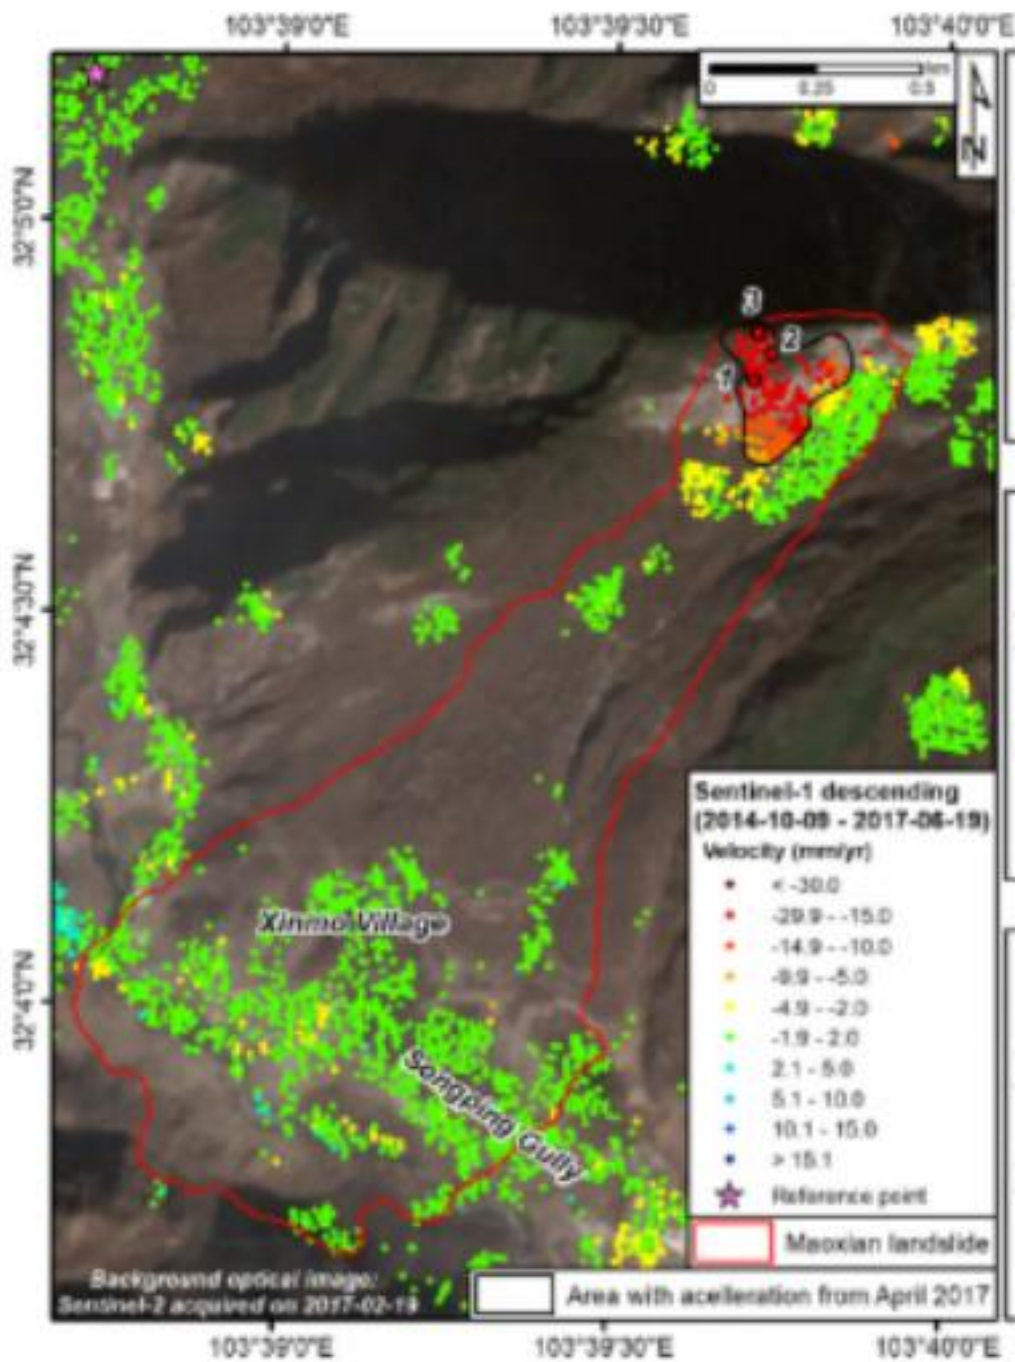 103°39'0"E 103°39'30"E 103°40'0"E
km
0 0.25 0.5
N
32°5'0"N
3
2
1
32°4'30"N
Sentinel-1 descending
(2014-10-09 - 2017-06-19)
Velocity (mm/yr)
< -30.0
-29.9 - -15.0
-14.9 - -10.0
-9.9 - -5.0
-4.9 - -2.0
-1.9 - 2.0
2.1 - 5.0
5.1 - 10.0
10.1 - 15.0
> 15.1
Reference point
Xinmo Village
32°4'0"N
Songping Gully
Maoxian landslide
Background optical image:
Sentinel-2 acquired on 2017-02-19
Area with acelleration from April 2017
103°39'0"E 103°39'30"E 103°40'0"E